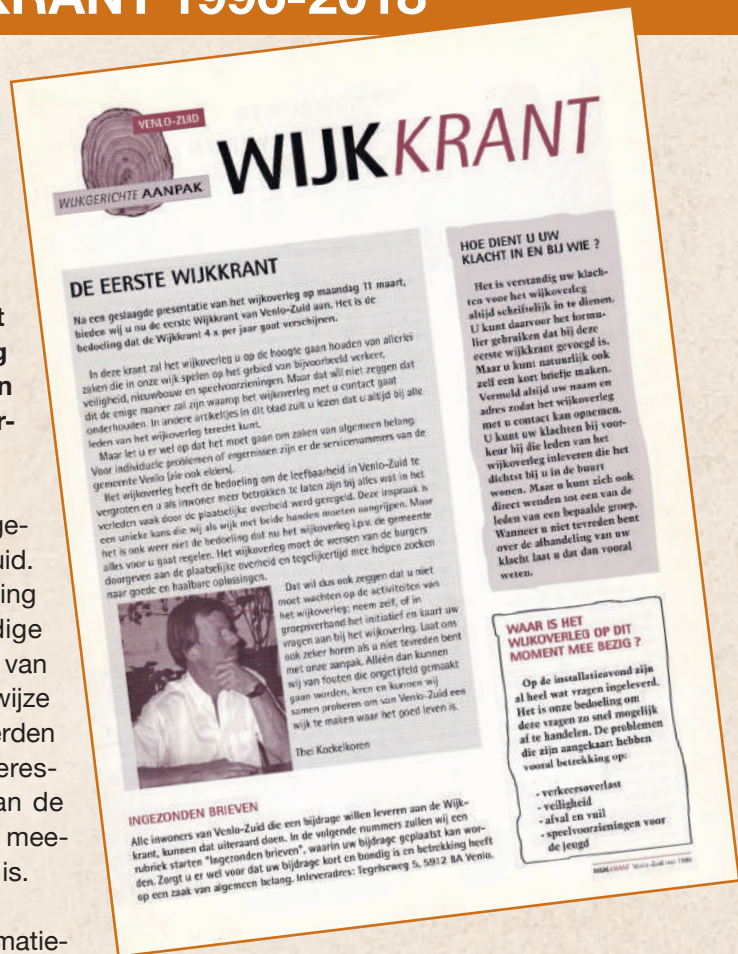 KRANT 1996-2018
t
g
n
r-
ge-
uid.
ing
dige
van
wijze
erden
eres-
an de
mee-
is.
matie-
VENLO-ZUID
WIJKGERICHTE AANPAK
WIJKKRANT
DE EERSTE WIJKKRANT
Na een geslaagde presentatie van het wijkoverleg op maandag 11 maart,
bieden wij u nu de eerste Wijkkrant van Venlo-Zuid aan. Het is de
bedoeling dat de Wijkkrant 4 x per jaar gaat verschijnen.
In deze krant zal het wijkoverleg u op de hoogte gaan houden van allerlei
zaken die in onze wijk spelen op het gebied van bijvoorbeeld verkeer,
veiligheid, nieuwbouw en speelvoorzieningen. Maar dat wil niet zeggen dat
dit de enige manier zal zijn waarop het wijkoverleg met u contact gaat
onderhouden. In andere artikeltjes in dit blad zult u lezen dat u altijd bij alle
leden van het wijkoverleg terecht kunt.
Maar let u er wel op dat het moet gaan om zaken van algemeen belang.
Voor individuele problemen of ergernissen zijn er de servicenummers van de
gemeente Venlo (zie ook elders).
Het wijkoverleg heeft de bedoeling om de leefbaarheid in Venlo-Zuid te
vergroten en u als inwoner meer betrokken te laten zijn bij alles wat in het
verleden vaak door de plaatselijke overheid werd geregeld. Deze inspraak is
een unieke kans die wij als wijk met beide handen moeten aangrijpen. Maar
het is ook weer niet de bedoeling dat nu het wijkoverleg i.p.v. de gemeente
alles voor u gaat regelen. Het wijkoverleg moet de wensen van de burgers
doorgeven aan de plaatselijke overheid en tegelijkertijd mee helpen zoeken
naar goede en haalbare oplossingen.
Dat wil dus ook zeggen dat u niet
moet wachten op de activiteiten van
het wijkoverleg; neem zelf, of in
groepsverband het initiatief en kaart uw
vragen aan bij het wijkoverleg. Laat ons
ook zeker horen als u niet tevreden bent
met onze aanpak. Alléén dan kunnen
wij van fouten die ongetijfeld gemaakt
gaan worden, leren en kunnen wij
samen proberen om van Venlo-Zuid een
wijk te maken waar het goed leven is.
Thei Kockelkoren
INGEZONDEN BRIEVEN
Alle inwoners van Venlo-Zuid die een bijdrage willen leveren aan de Wijk-
krant, kunnen dat uiteraard doen. In de volgende nummers zullen wij een
rubriek starten "Ingezonden brieven", waarin uw bijdrage geplaatst kan wor-
den. Zorgt u er wel voor dat uw bijdrage kort en bondig is en betrekking heeft
op een zaak van algemeen belang. Inleveradres: Tegelseweg 5, 5912 BA Venlo.
HOE DIENT U UW
KLACHT IN EN BIJ WIE ?
Het is verstandig uw klach-
ten voor het wijkoverleg
altijd schriftelijk in te dienen.
U kunt daarvoor het formu-
lier gebruiken dat bij deze
eerste wijkkrant gevoegd is.
Maar u kunt natuurlijk ook
zelf een kort briefje maken.
Vermeld altijd uw naam en
adres zodat het wijkoverleg
met u contact kan opnemen.
U kunt uw klachten bij voor-
keur bij die leden van het
wijkoverleg inleveren die het
dichtst bij u in de buurt
wonen. Maar u kunt zich ook
direct wenden tot een van de
leden van een bepaalde groep.
Wanneer u niet tevreden bent
over de afhandeling van uw
klacht laat u dat dan vooral
weten.
WAAR IS HET
WIJKOVERLEG OP DIT
MOMENT MEE BEZIG ?
Op de installatieavond zijn
al heel wat vragen ingeleverd.
Het is onze bedoeling om
deze vragen zo snel mogelijk
af te handelen. De problemen
die zijn aangekaart hebben
vooral betrekking op:
- verkeersoverlast
- veiligheid
- afval en vuil
- speelvoorzieningen voor
de jeugd
WIJKKRANT Venlo-Zuid 1996